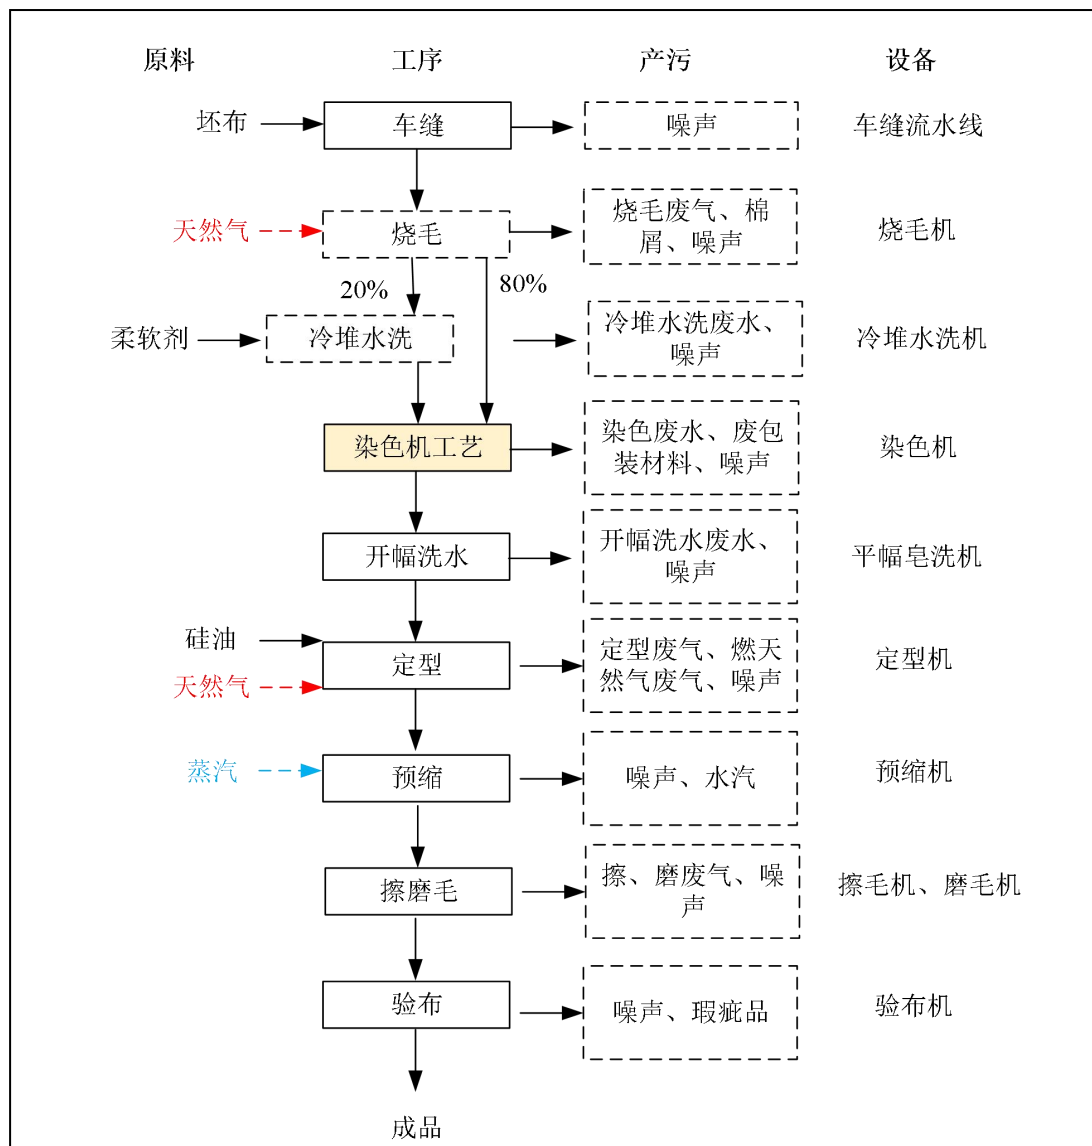 原料 工序 产污 设备
坯布 车缝 噪声 车缝流水线
天然气 烧毛 烧毛废气、棉
屑、噪声 烧毛机
20% 80%
柔软剂 冷堆水洗 冷堆水洗废水、
噪声 冷堆水洗机
染色机工艺 染色废水、废包
装材料、噪声 染色机
开幅洗水 开幅洗水废水、
噪声 平幅皂洗机
硅油
天然气 定型 定型废气、燃天
然气废气、噪声 定型机
蒸汽 预缩 噪声、水汽 预缩机
擦磨毛 擦、磨废气、噪
声 擦毛机、磨毛机
验布 噪声、瑕疵品 验布机
成品